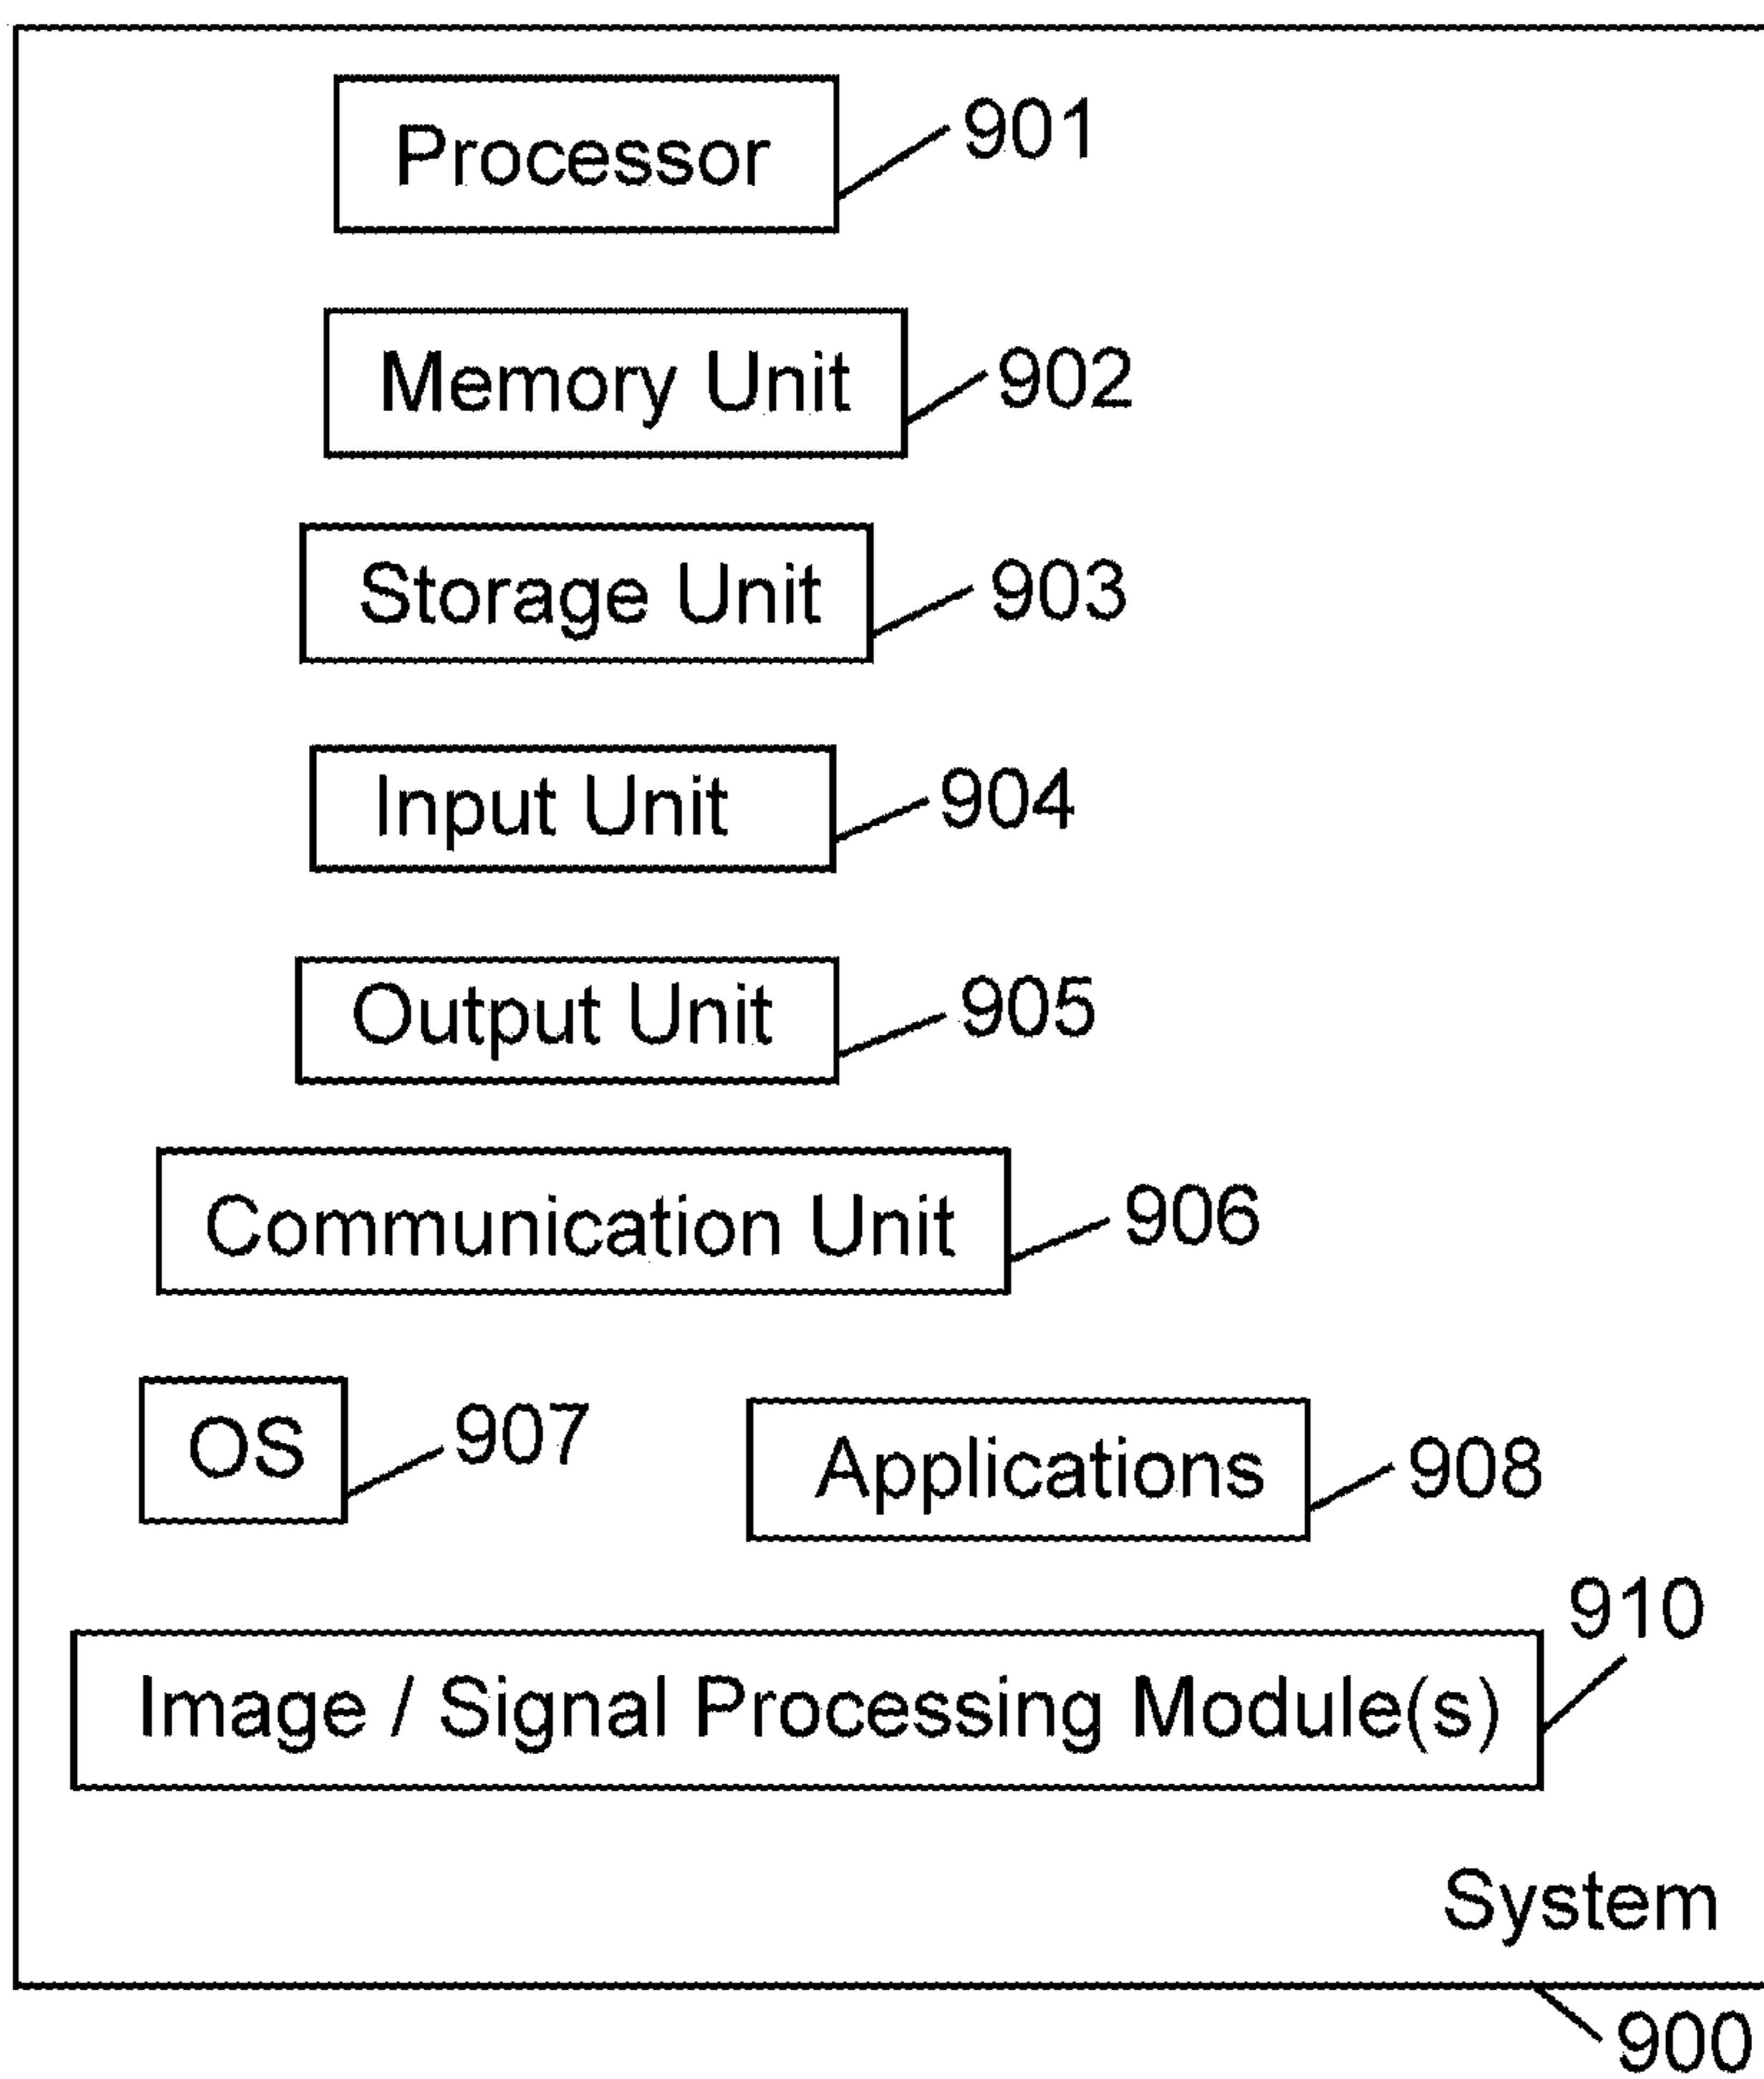 Processor 901
Memory Unit 902
Storage Unit 903
Input Unit 904
Output Unit 905
Communication Unit 906
OS 907 Applications 908
910
Image / Signal Processing Module(s)
System
900